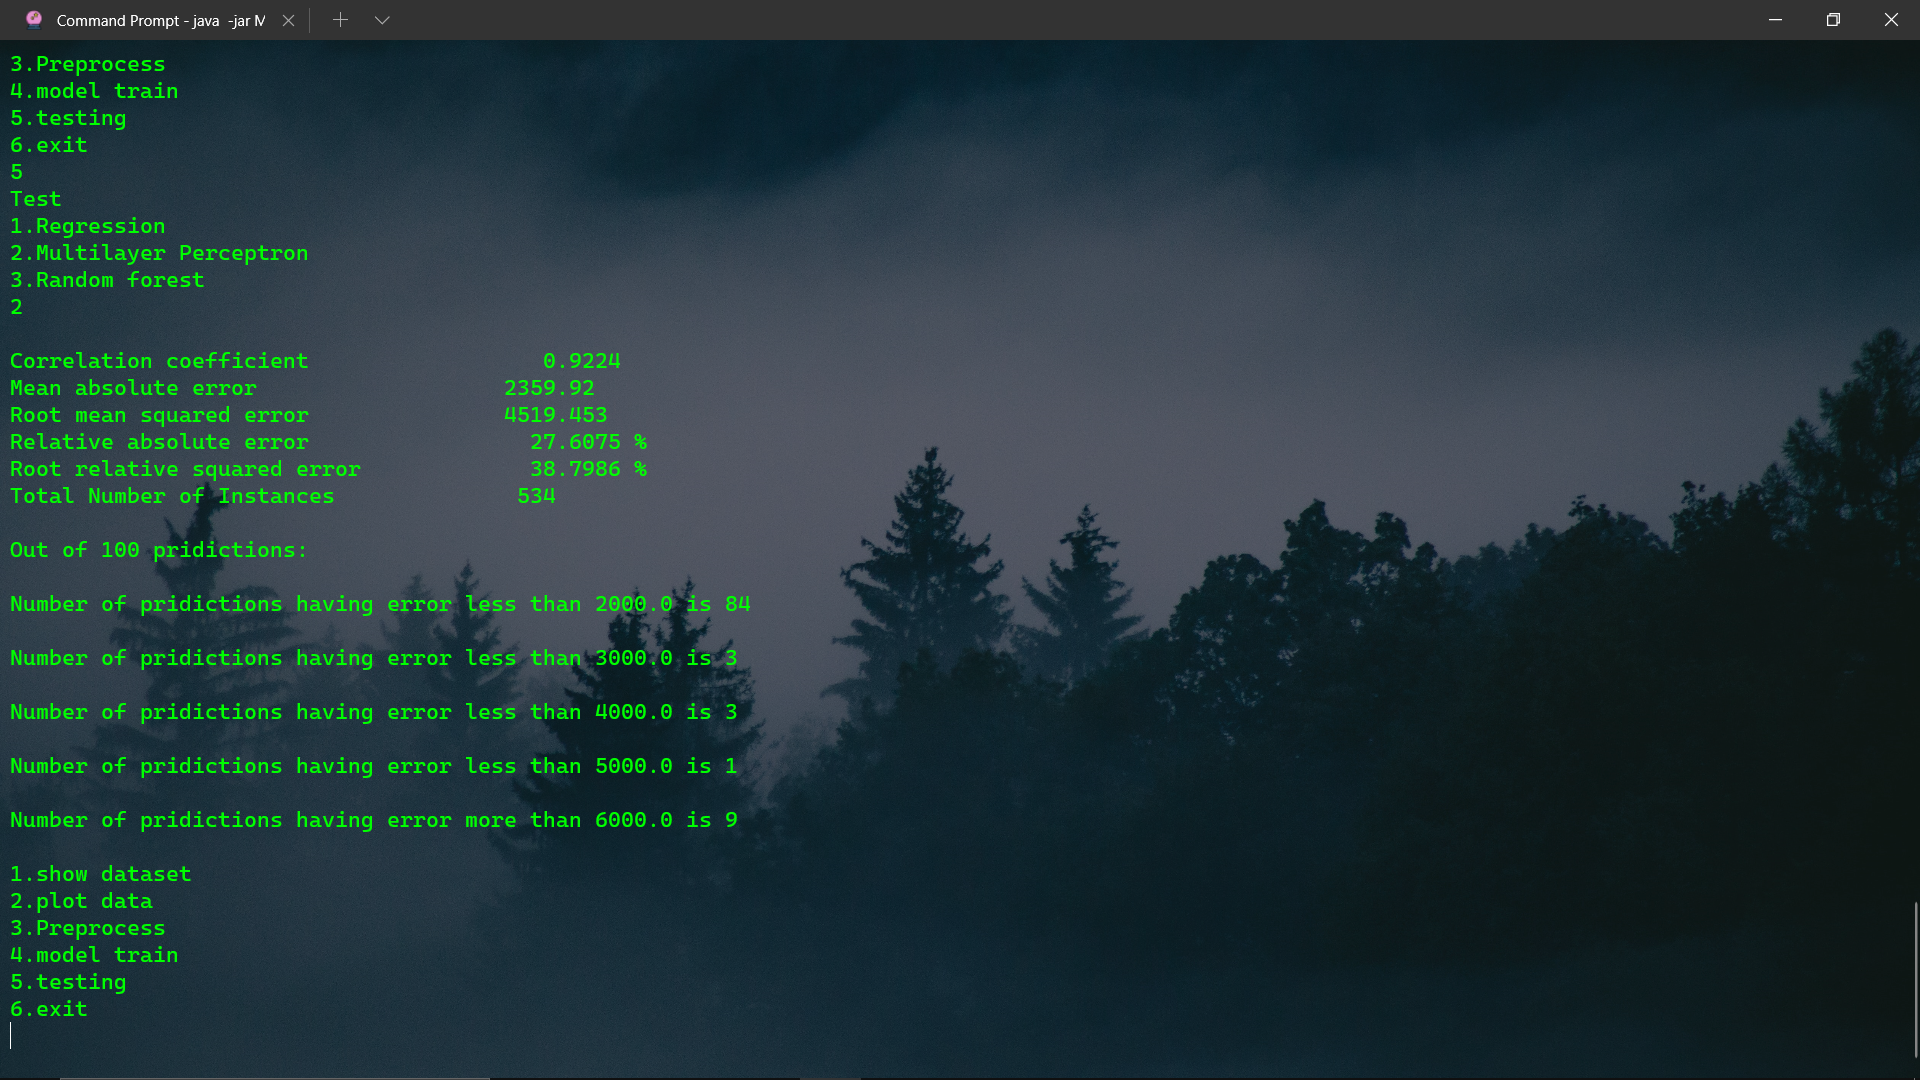 Command Prompt - java -jar M
3.Preprocess
4.model train
5.testing
6.exit
5
Test
1.Regression
2.Multilayer Perceptron
3.Random forest
2
Correlation coefficient 0.9224
Mean absolute error 2359.92
Root mean squared error 4519.453
Relative absolute error 27.6075 %
Root relative squared error 38.7986 %
Total Number of Instances 534
Out of 100 pridictions:
Number of pridictions having error less than 2000.0 is 84
Number of pridictions having error less than 3000.0 is 3
Number of pridictions having error less than 4000.0 is 3
Number of pridictions having error less than 5000.0 is 1
Number of pridictions having error more than 6000.0 is 9
1.show dataset
2.plot data
3.Preprocess
4.model train
5.testing
6.exit